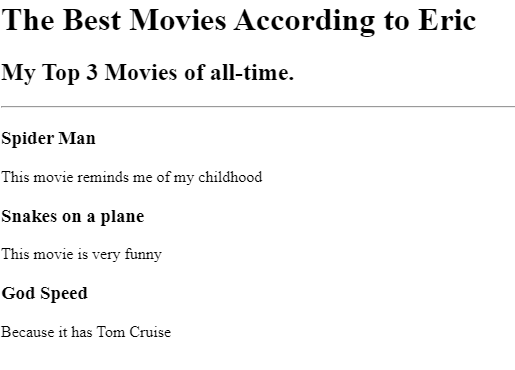 The Best Movies According to Eric
My Top 3 Movies of all-time.
Spider Man
This movie reminds me of my childhood
Snakes on a plane
This movie is very funny
God Speed
Because it has Tom Cruise